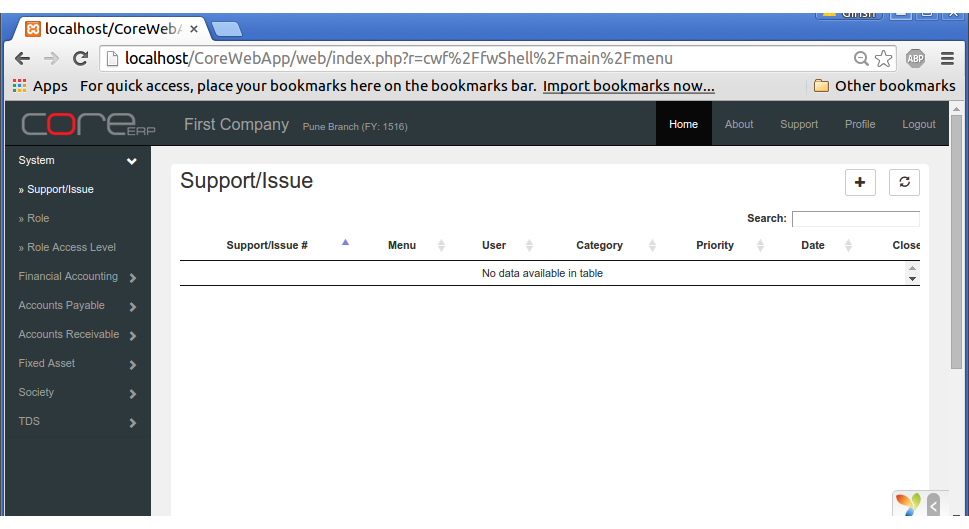 Girish
localhost/CoreWebA ×
localhost/CoreWebApp/web/index.php?r=cwf%2FfwShell%2Fmain%2Fmenu ABP
Apps For quick access, place your bookmarks here on the bookmarks bar. Import bookmarks now... Other bookmarks
core ERP First Company Pune Branch (FY: 1516) Home About Support Profile Logout
System
» Support/Issue
» Role
» Role Access Level
Financial Accounting
Accounts Payable
Accounts Receivable
Fixed Asset
Society
TDS
Support/Issue
Search:
Support/Issue # Menu User Category Priority Date Close
No data available in table